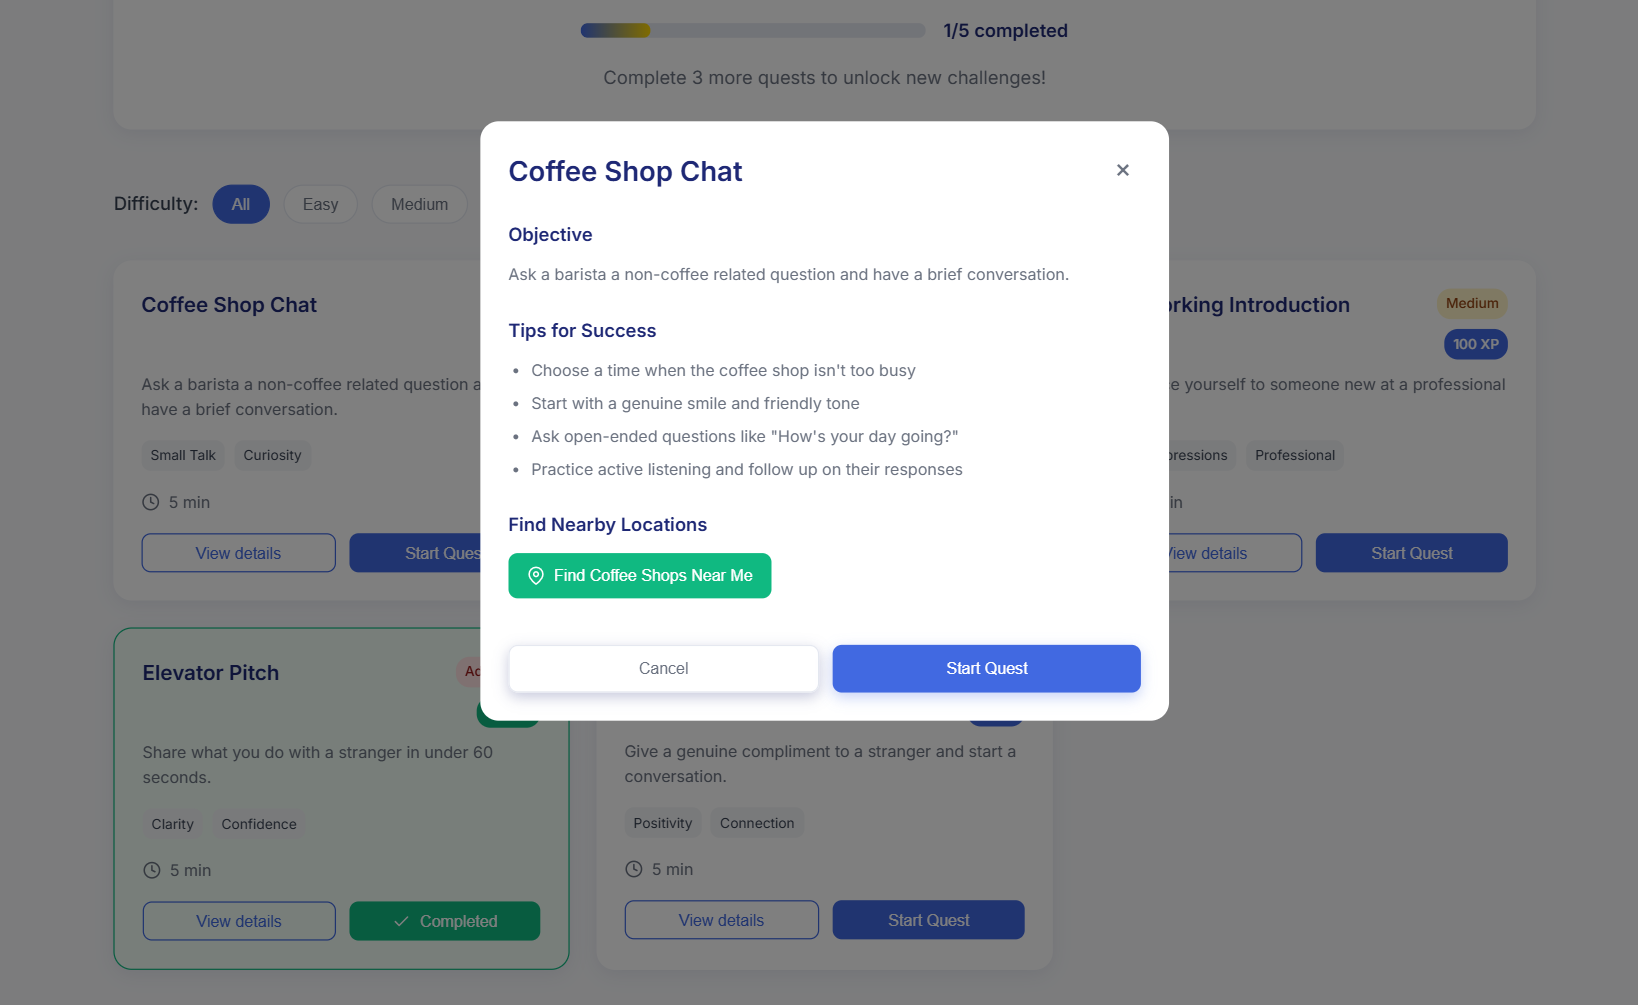 1/5 completed
Complete 3 more quests to unlock new challenges!
Difficulty:
All
Easy
Medium
Coffee Shop Chat
×
Objective
Ask a barista a non-coffee related question and have a brief conversation.
Tips for Success
• Choose a time when the coffee shop isn't too busy
• Start with a genuine smile and friendly tone
• Ask open-ended questions like "How's your day going?"
• Practice active listening and follow up on their responses
Find Nearby Locations
Find Coffee Shops Near Me
Cancel
Start Quest
Coffee Shop Chat
Ask a barista a non-coffee related question
have a brief conversation.
Small Talk
Curiosity
5 min
View details
Start
Introduction
Medium
100 XP
yourself to someone new at a professional
Professional
View details
Start Quest
Elevator Pitch
Share what you do with a stranger in under 60
seconds.
Clarity
Confidence
5 min
View details
Completed
Give a genuine compliment to a stranger and start a
conversation.
Positivity
Connection
5 min
View details
Start Quest